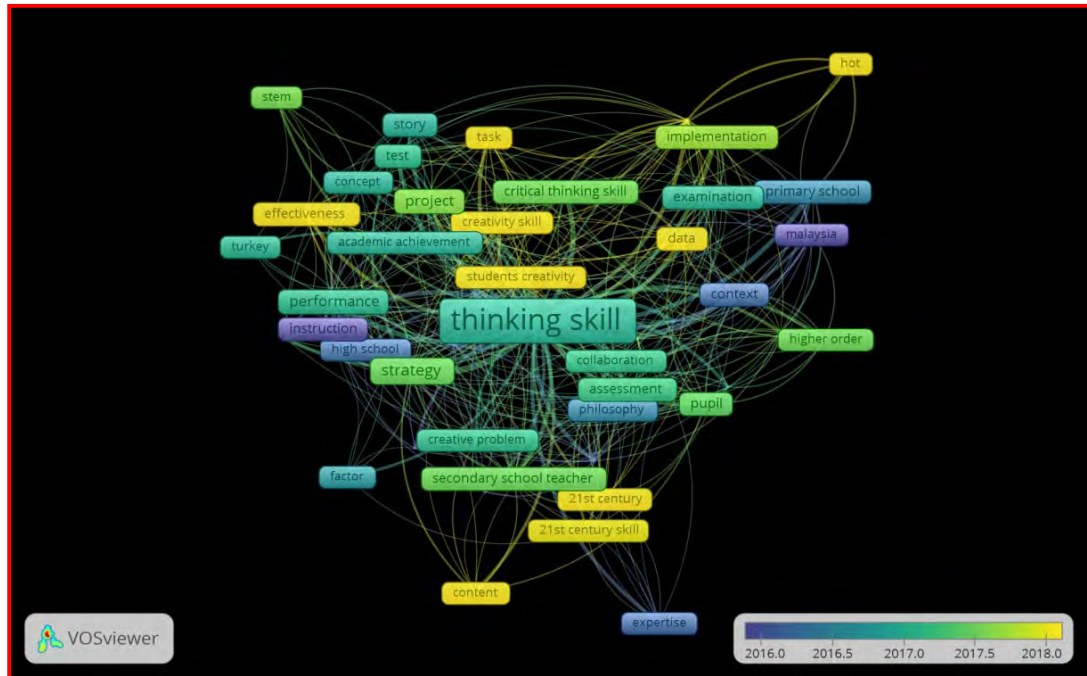 hot
stem
story
task
implementation
test
concept
critical thinking skill
primary school
project
examination
effectiveness
creativity skill
malaysia
turkey
academic achievement
data
students creativity
context
performance
thinking skill
instruction
high school
higher order
collaboration
strategy
assessment
philosophy
pupil
creative problem
factor
secondary school teacher
21st century
21st century skill
content
expertise
VOSviewer
2016.0 2016.5 2017.0 2017.5 2018.0